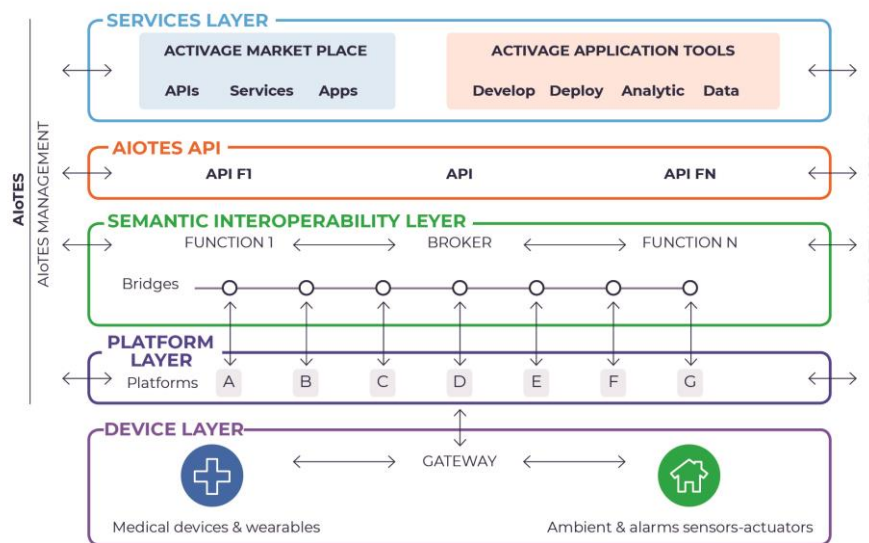 SERVICES LAYER
ACTIVAGE MARKET PLACE
APIs Services Apps
ACTIVAGE APPLICATION TOOLS
Develop Deploy Analytic Data
AIoTES
AIoTES MANAGEMENT
AIOTES API
API F1 API API FN
SEMANTIC INTEROPERABILITY LEYER
FUNCTION 1 BROKER FUNCTION N
Bridges
PLATFORM
LAYER
Platforms A B C D E F G
DEVICE LAYER
GATEWAY
Medical devices & wearables
Ambient & alarms sensors-actuators